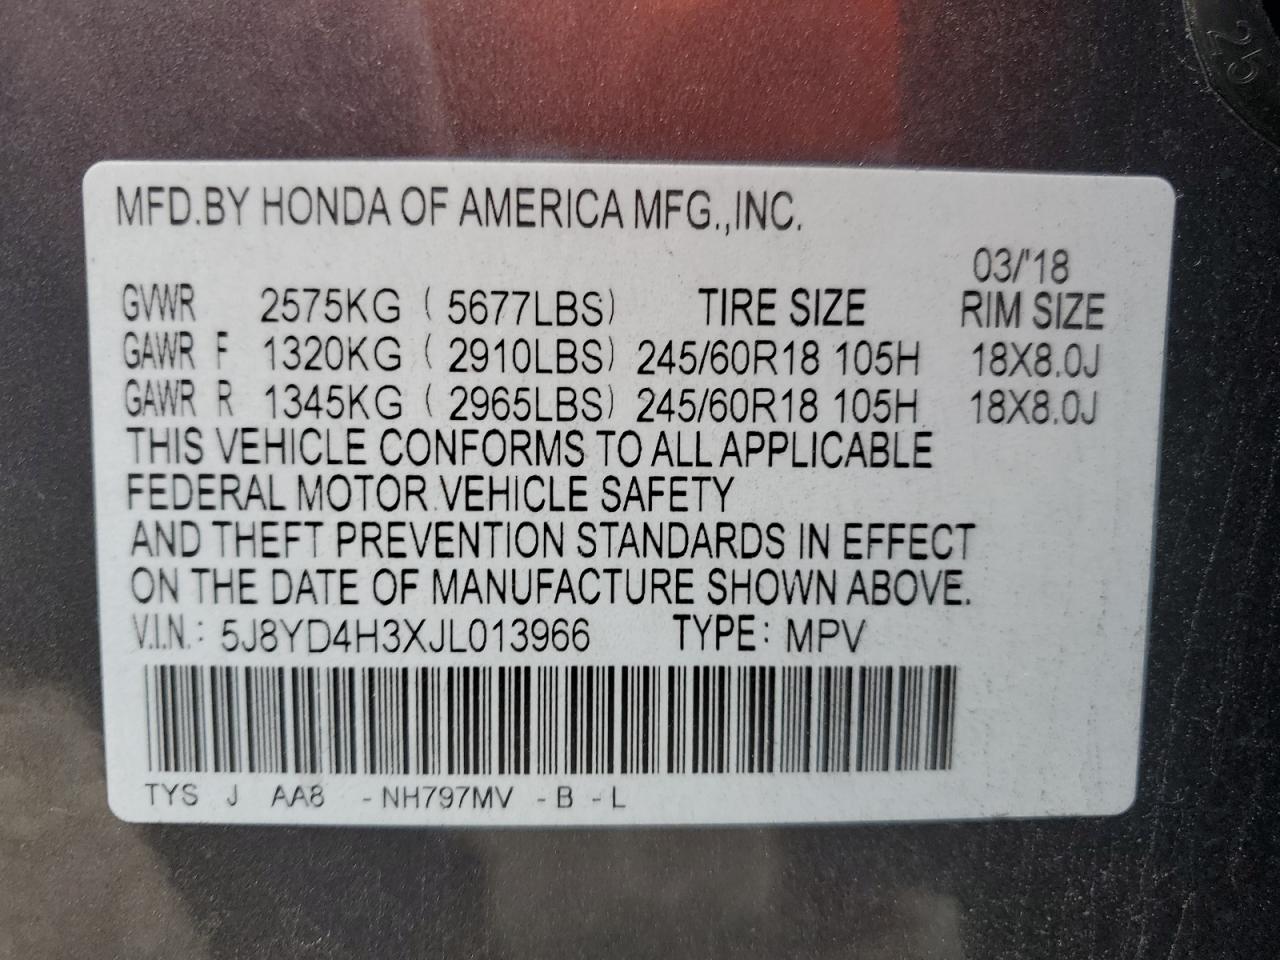 MFD.BY HONDA OF AMERICA MFG.,INC.
03/'18
GVWR 2575KG ( 5677LBS) TIRE SIZE RIM SIZE
GAWR F 1320KG ( 2910LBS) 245/60R18 105H 18X8.0J
GAWR R 1345KG ( 2965LBS) 245/60R18 105H 18X8.0J
THIS VEHICLE CONFORMS TO ALL APPLICABLE
FEDERAL MOTOR VEHICLE SAFETY
AND THEFT PREVENTION STANDARDS IN EFFECT
ON THE DATE OF MANUFACTURE SHOWN ABOVE.
V.I.N.: 5J8YD4H3XJL013966 TYPE: MPV
TYS J AA8 -NH797MV -B -L